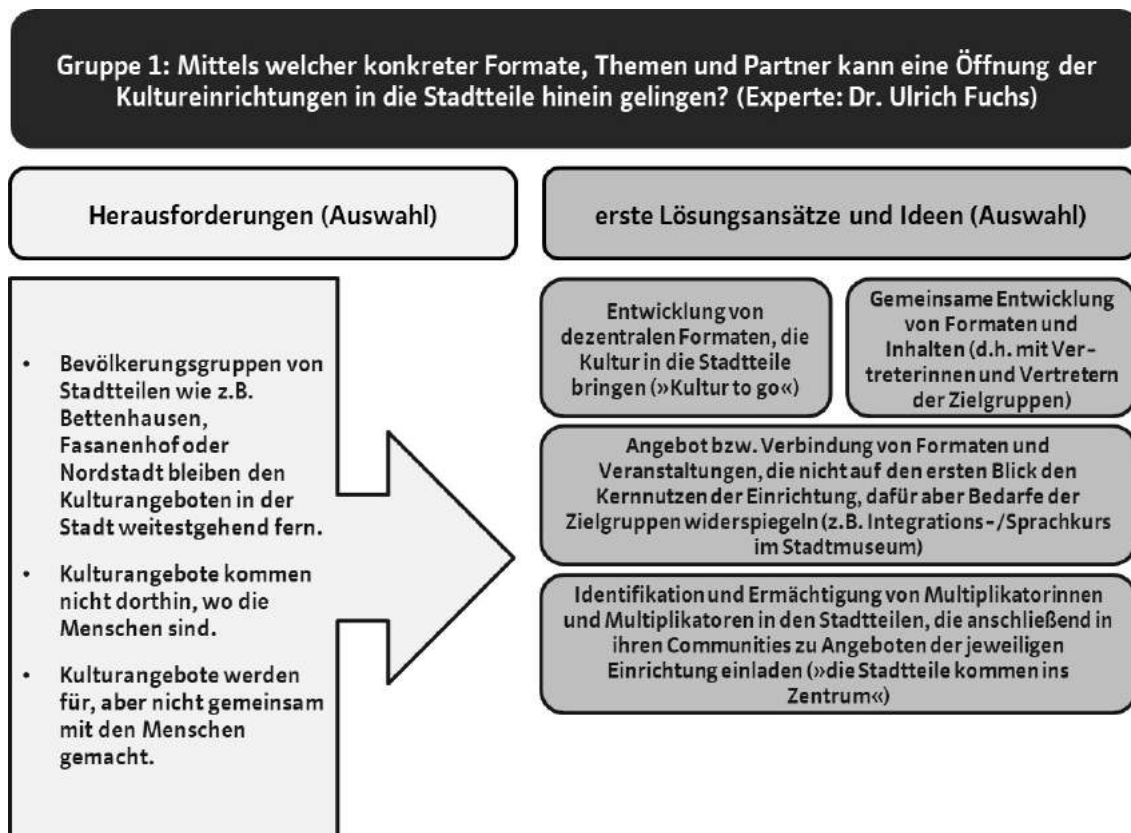 Gruppe 1: Mittels welcher konkreter Formate, Themen und Partner kann eine Öffnung der
Kultureinrichtungen in die Stadtteile hinein gelingen? (Experte: Dr. Ulrich Fuchs)
Herausforderungen (Auswahl)
erste Lösungsansätze und Ideen (Auswahl)
• Bevölkerungsgruppen von
Stadtteilen wie z.B.
Bettenhausen,
Fasanenhof oder
Nordstadt bleiben den
Kulturangeboten in der
Stadt weitestgehend fern.
• Kulturangebote kommen
nicht dorthin, wo die
Menschen sind.
• Kulturangebote werden
für, aber nicht gemeinsam
mit den Menschen
gemacht.
Entwicklung von
dezentralen Formaten, die
Kultur in die Stadtteile
bringen (»Kultur to go«)
Gemeinsame Entwicklung
von Formaten und
Inhalten (d.h. mit Ver-
treterinnen und Vertretern
der Zielgruppen)
Angebot bzw. Verbindung von Formaten und
Veranstaltungen, die nicht auf den ersten Blick den
Kernnutzen der Einrichtung, dafür aber Bedarfe der
Zielgruppen widerspiegeln (z.B. Integrations-/Sprachkurs
im Stadtmuseum)
Identifikation und Ermächtigung von Multiplikatorinnen
und Multiplikatoren in den Stadtteilen, die anschließend in
ihren Communities zu Angeboten der jeweiligen
Einrichtung einladen (»die Stadtteile kommen ins
Zentrum«)